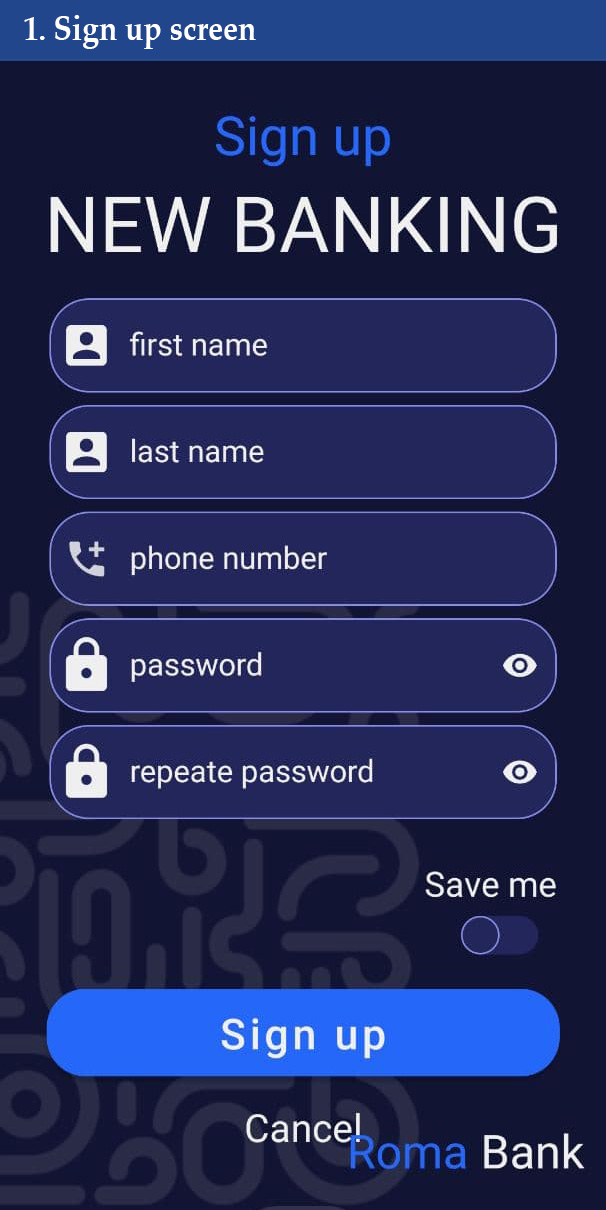 1. Sign up screen
Sign up
NEW BANKING
first name
last name
phone number
password
repeate password
Save me
Sign up
Cancel
Roma Bank